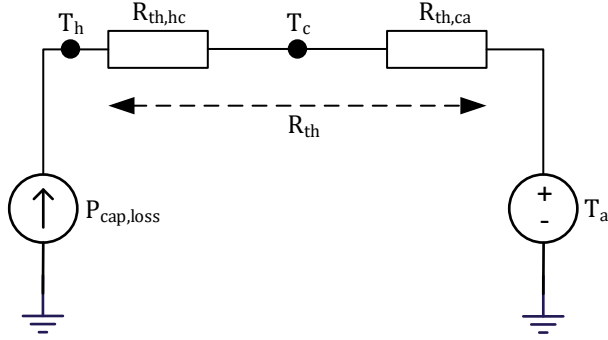 T_h
R_th,hc
T_c
R_th,ca
R_th
P_cap,loss
+
-
T_a